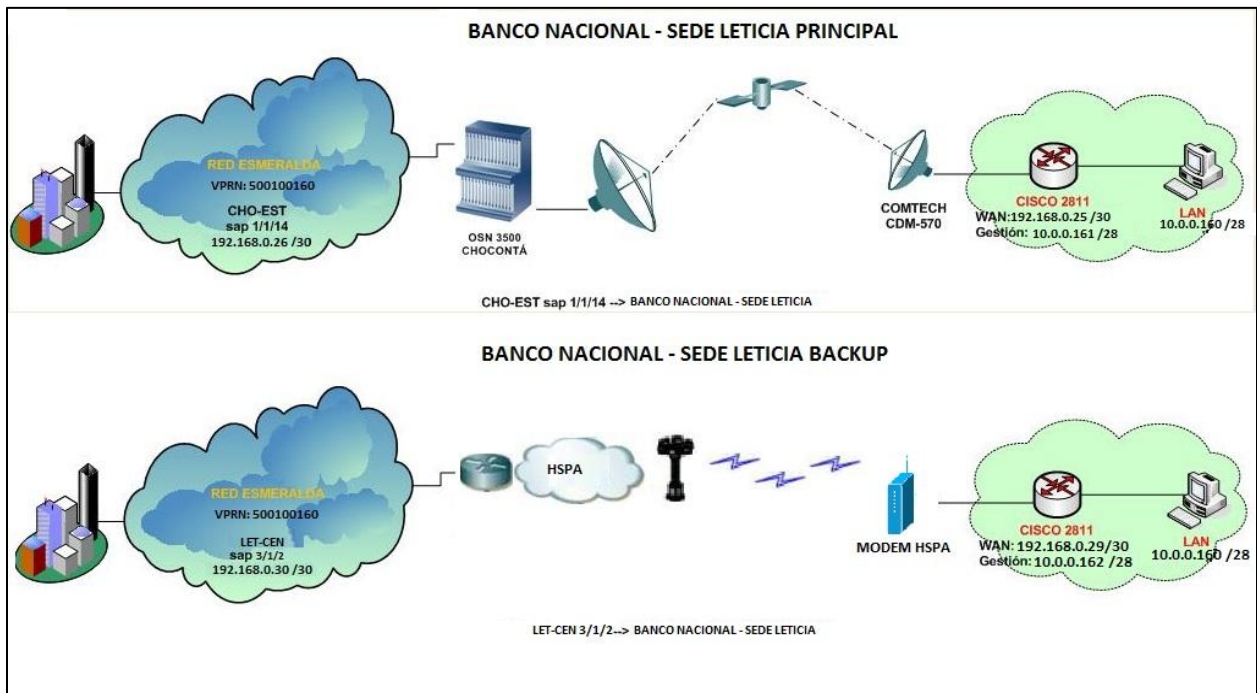 BANCO NACIONAL - SEDE LETICIA PRINCIPAL
RED ESMERALDA
VPRN: 500100160
CHO-EST
sap 1/1/14
192.168.0.26 /30
OSN 3500
CHOCONTÁ
COMTECH
CDM-570
CISCO 2811
WAN:192.168.0.25 /30
Gestión: 10.0.0.161 /28
LAN
10.0.0.160 /28
CHO-EST sap 1/1/14 --> BANCO NACIONAL - SEDE LETICIA
BANCO NACIONAL - SEDE LETICIA BACKUP
RED ESMERALDA
VPRN: 500100160
LET-CEN
sap 3/1/2
192.168.0.30 /30
HSPA
MODEM HSPA
CISCO 2811
WAN: 192.168.0.29/30
Gestión: 10.0.0.162 /28
LAN
10.0.0.160 /28
LET-CEN 3/1/2--> BANCO NACIONAL - SEDE LETICIA